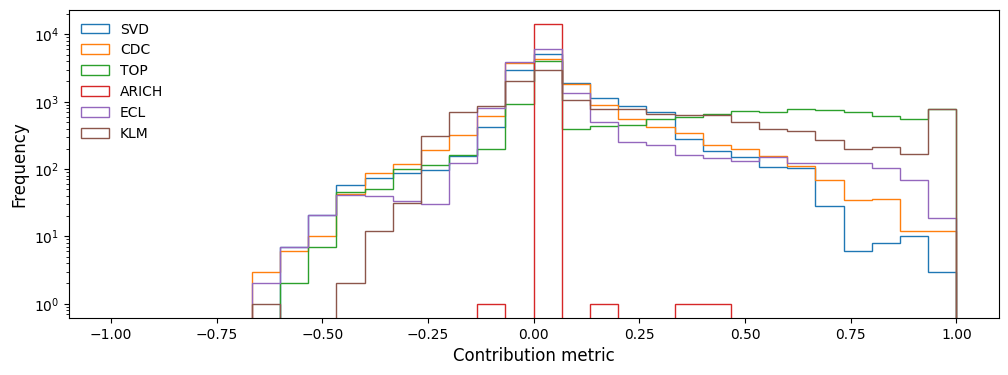 SVD
CDC
TOP
ARICH
ECL
KLM
Frequency
10⁴
10³
10²
10¹
10⁰
−1.00 −0.75 −0.50 −0.25 0.00 0.25 0.50 0.75 1.00
Contribution metric